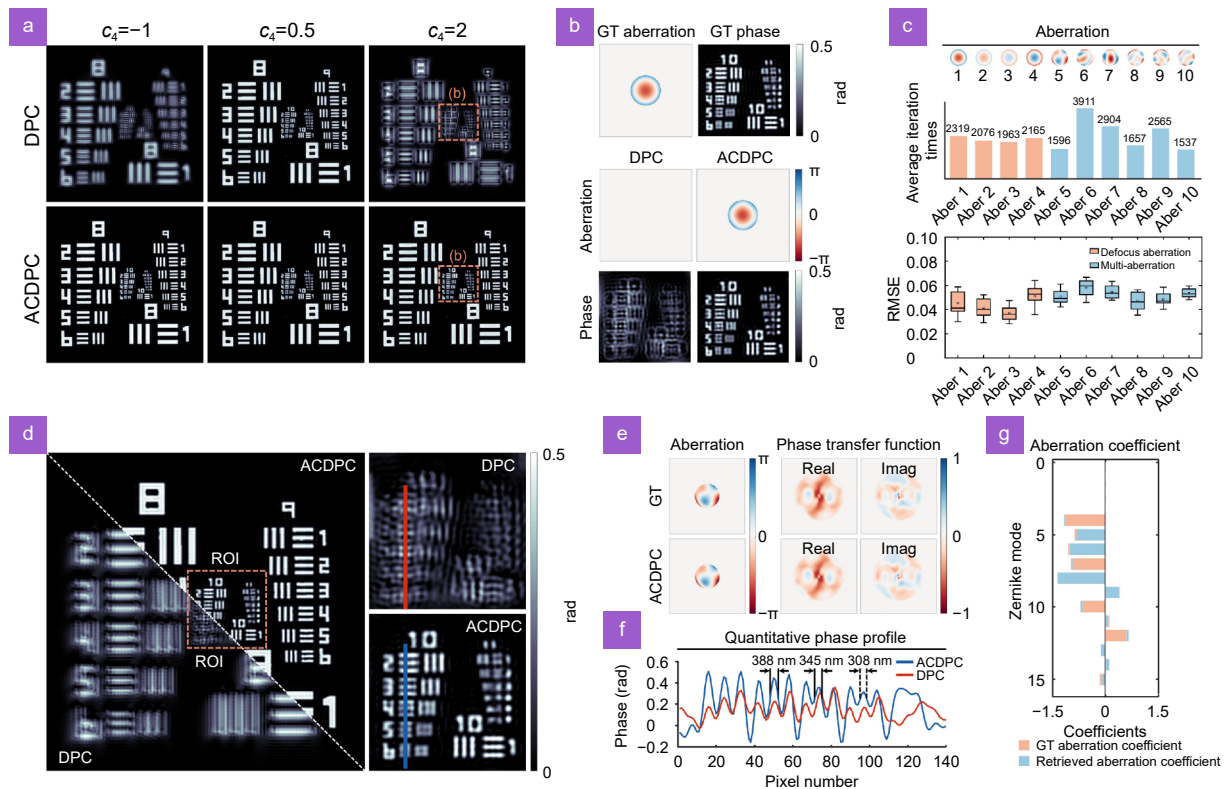 a
c4=−1
c4=0.5
c4=2
DPC
(b)
ACDPC
(b)
b
GT aberration
GT phase
0.5
rad
0
DPC
ACDPC
Aberration
π
0
−π
Phase
0.5
rad
0
c
Aberration
1 2 3 4 5 6 7 8 9 10
Average iteration
times
2319 2076 1963 2165 1596 3911 2904 1657 2565 1537
Aber 1 Aber 2 Aber 3 Aber 4 Aber 5 Aber 6 Aber 7 Aber 8 Aber 9 Aber 10
RMSE
0.10
0.08
0.06
0.04
0.02
0
Defocus aberration
Multi-aberration
Aber 1 Aber 2 Aber 3 Aber 4 Aber 5 Aber 6 Aber 7 Aber 8 Aber 9 Aber 10
d
ACDPC
ROI
ROI
DPC
DPC
ACDPC
0.5
rad
0
e
Aberration
Phase transfer function
GT
Real
Imag
ACDPC
Real
Imag
π
0
−π
1
0
−1
f
Quantitative phase profile
388 nm 345 nm 308 nm
ACDPC
DPC
Phase (rad)
0.6
0.4
0.2
0
−0.2
0 20 40 60 80 100 120 140
Pixel number
g
Aberration coefficient
Zernike mode
0
5
10
15
−1.5 0 1.5
Coefficients
GT aberration coefficient
Retrieved aberration coefficient